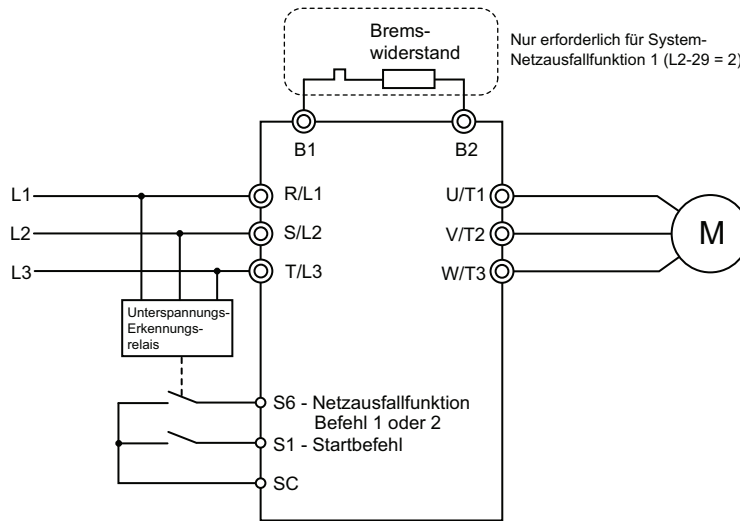 Brems-
widerstand
Nur erforderlich für System-
Netzausfallfunktion 1 (L2-29 = 2)
B1
B2
L1
R/L1
U/T1
L2
S/L2
V/T2
M
L3
T/L3
W/T3
Unterspannungs-
Erkennungs-
relais
S6 - Netzausfallfunktion
Befehl 1 oder 2
S1 - Startbefehl
SC